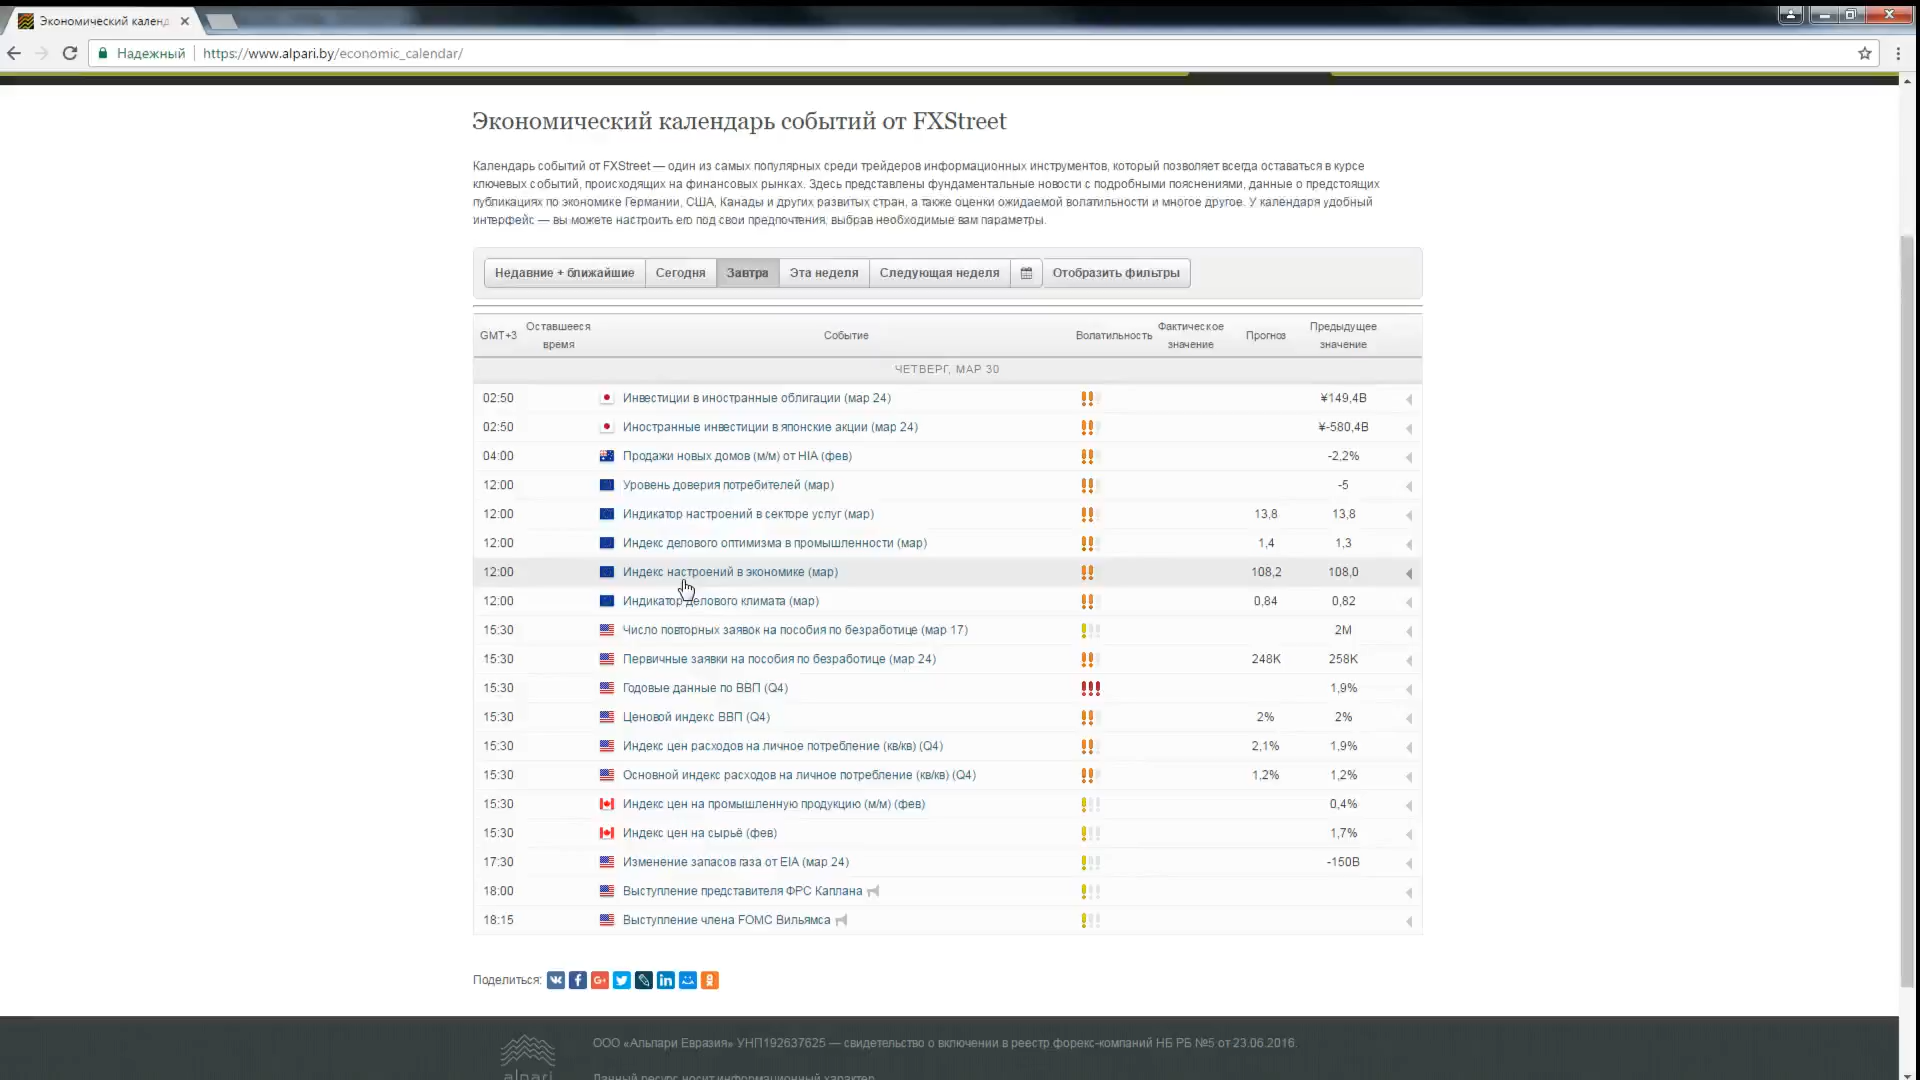 Экономический календ
Надежный https://www.alpari.by/economic_calendar/
Экономический календарь событий от FXStreet
Календарь событий от FXStreet — один из самых популярных среди трейдеров информационных инструментов, который позволяет всегда оставаться в курсе
ключевых событий, происходящих на финансовых рынках. Здесь представлены фундаментальные новости с подробными пояснениями, данные о предстоящих
публикациях по экономике Германии, США, Канады и других развитых стран, а также оценки ожидаемой волатильности и многое другое. У календаря удобный
интерфейс — вы можете настроить его под свои предпочтения, выбрав необходимые вам параметры.
Недавние + ближайшие Сегодня Завтра Эта неделя Следующая неделя Отобразить фильтры
GMT+3 Оставшееся время Событие Волатильность Фактическое значение Прогноз Предыдущее значение
ЧЕТВЕРГ, МАР 30
02:50 Инвестиции в иностранные облигации (мар 24) ¥149,4B
02:50 Иностранные инвестиции в японские акции (мар 24) ¥-580,4B
04:00 Продажи новых домов (м/м) от HIA (фев) -2,2%
12:00 Уровень доверия потребителей (мар) -5
12:00 Индикатор настроений в секторе услуг (мар) 13,8 13,8
12:00 Индекс делового оптимизма в промышленности (мар) 1,4 1,3
12:00 Индекс настроений в экономике (мар) 108,2 108,0
12:00 Индикатор делового климата (мар) 0,84 0,82
15:30 Число повторных заявок на пособия по безработице (мар 17) 2M
15:30 Первичные заявки на пособия по безработице (мар 24) 248K 258K
15:30 Годовые данные по ВВП (Q4) 1,9%
15:30 Ценовой индекс ВВП (Q4) 2% 2%
15:30 Индекс цен расходов на личное потребление (кв/кв) (Q4) 2,1% 1,9%
15:30 Основной индекс расходов на личное потребление (кв/кв) (Q4) 1,2% 1,2%
15:30 Индекс цен на промышленную продукцию (м/м) (фев) 0,4%
15:30 Индекс цен на сырьё (фев) 1,7%
17:30 Изменение запасов газа от EIA (мар 24) -150B
18:00 Выступление представителя ФРС Каплана
18:15 Выступление члена FOMC Вильямса
Поделиться:
ООО «Альпари Евразия» УНП192637625 — свидетельство о включении в реестр форекс-компаний НБ РБ №5 от 23.06.2016.
alpari
Данный ресурс носит информационный характер